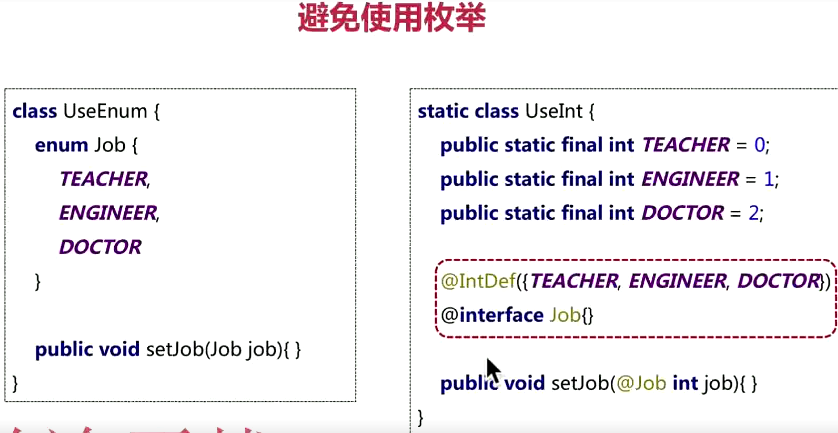 避免使用枚举
class UseEnum {
enum Job {
TEACHER,
ENGINEER,
DOCTOR
}
public void setJob(Job job){ }
}
static class UseInt {
public static final int TEACHER = 0;
public static final int ENGINEER = 1;
public static final int DOCTOR = 2;
@IntDef({TEACHER, ENGINEER, DOCTOR})
@interface Job{}
public void setJob(@Job int job){ }
}